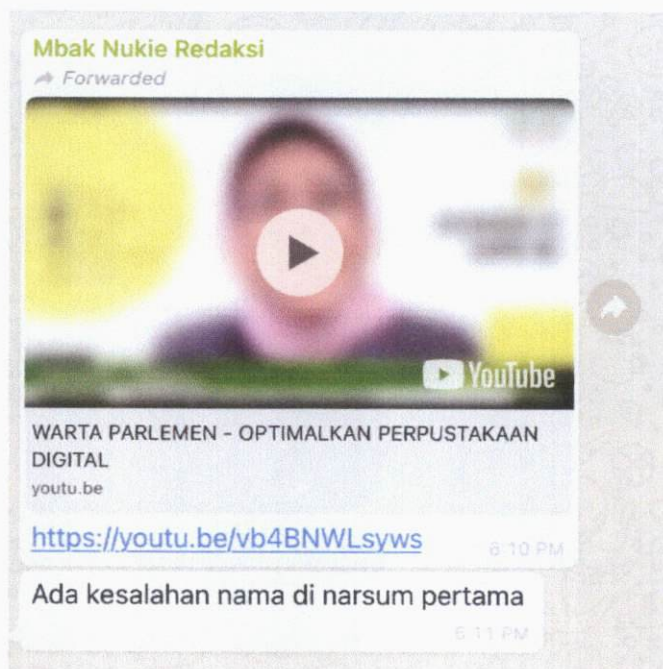 Mbak Nukie Redaksi
Forwarded
YouTube
WARTA PARLEMEN - OPTIMALKAN PERPUSTAKAAN
DIGITAL
youtu.be
https://youtu.be/vb4BNWLsyws
6:10 PM
Ada kesalahan nama di narsum pertama
6:11 PM